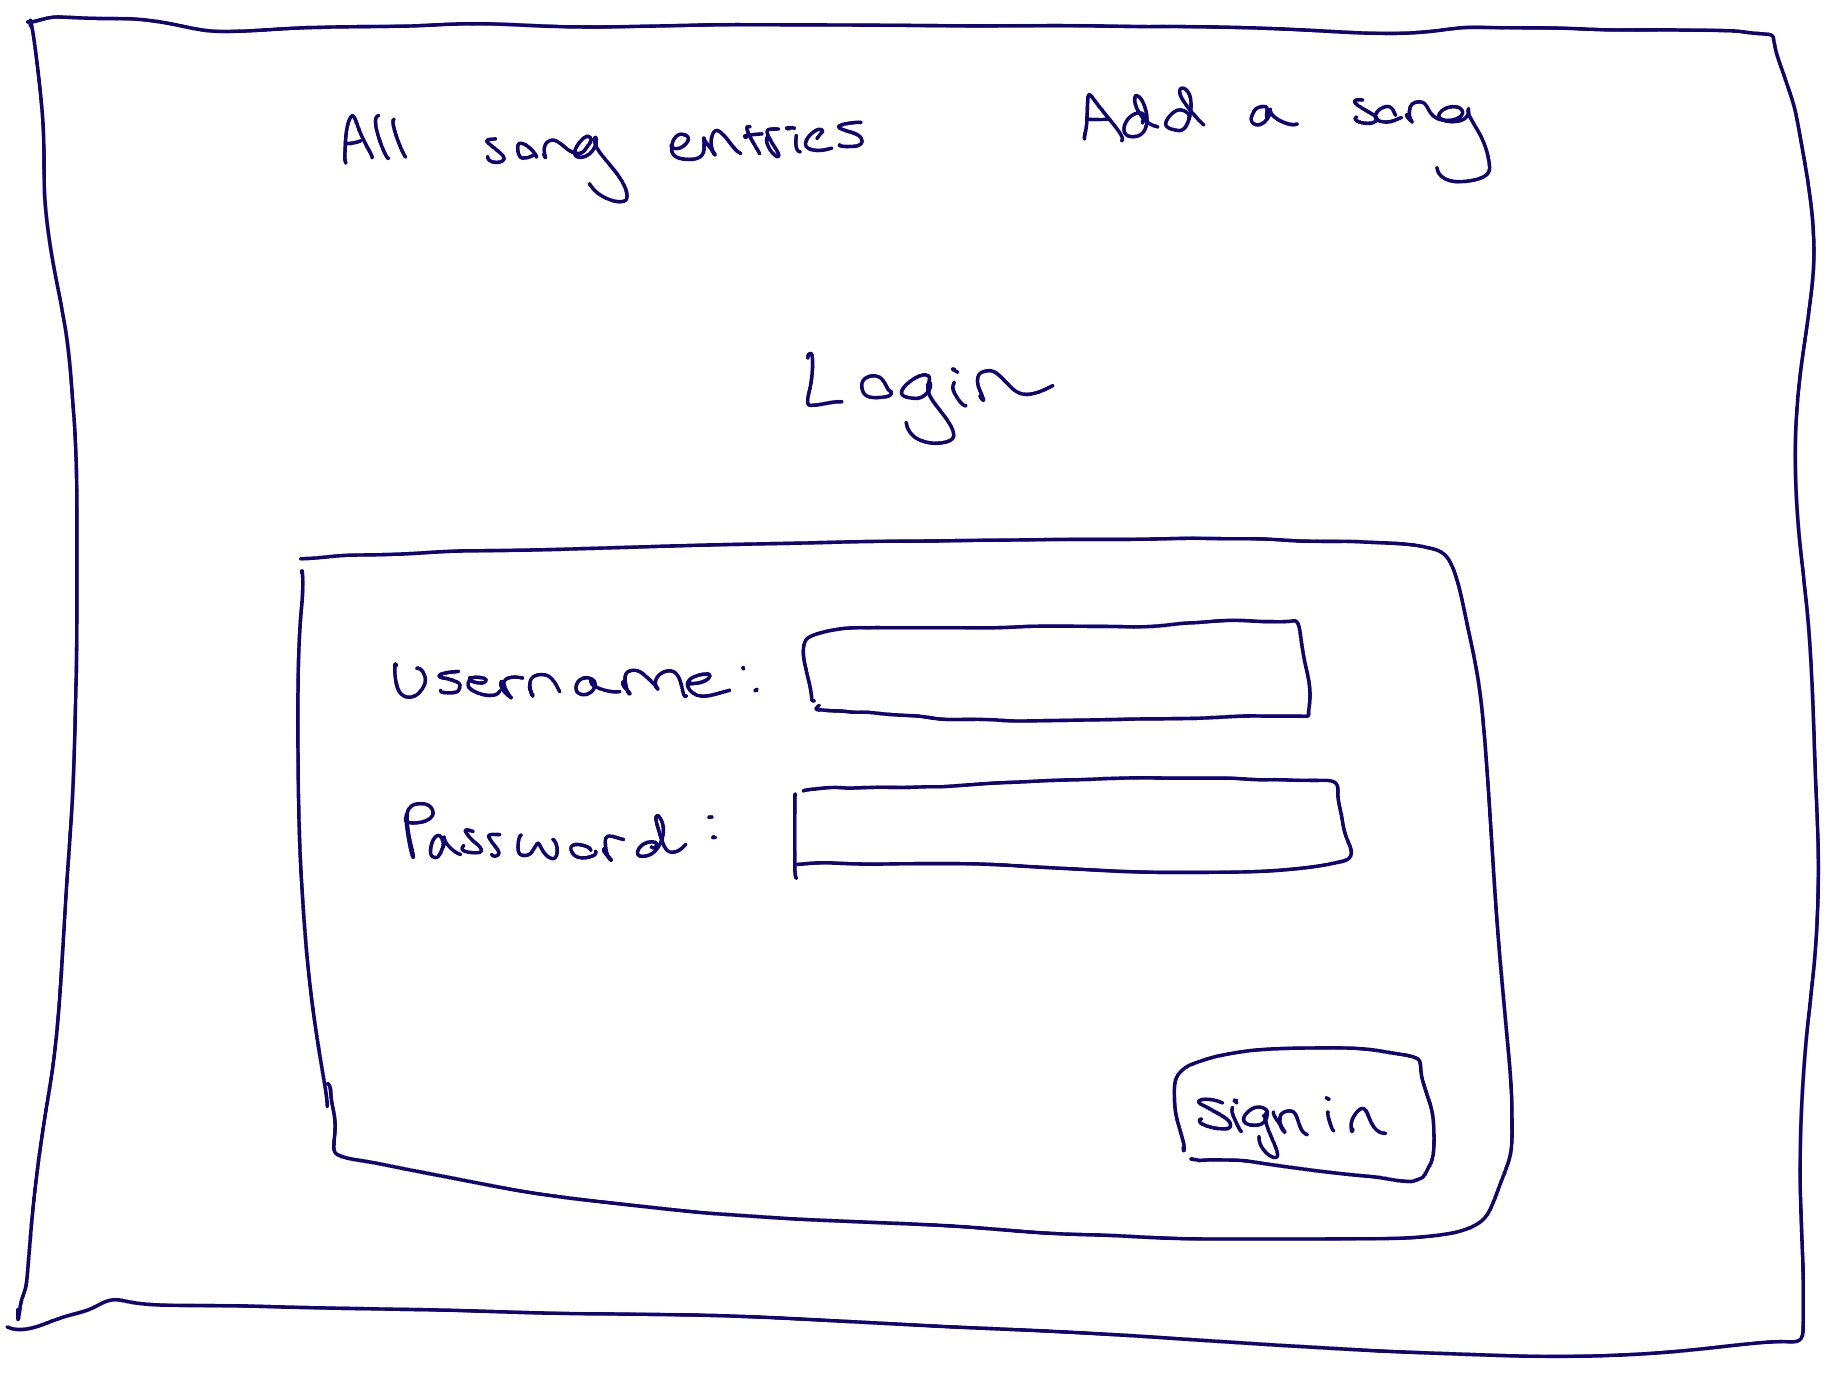 All song entries
Add a song
Login
Username:
Password:
Sign in